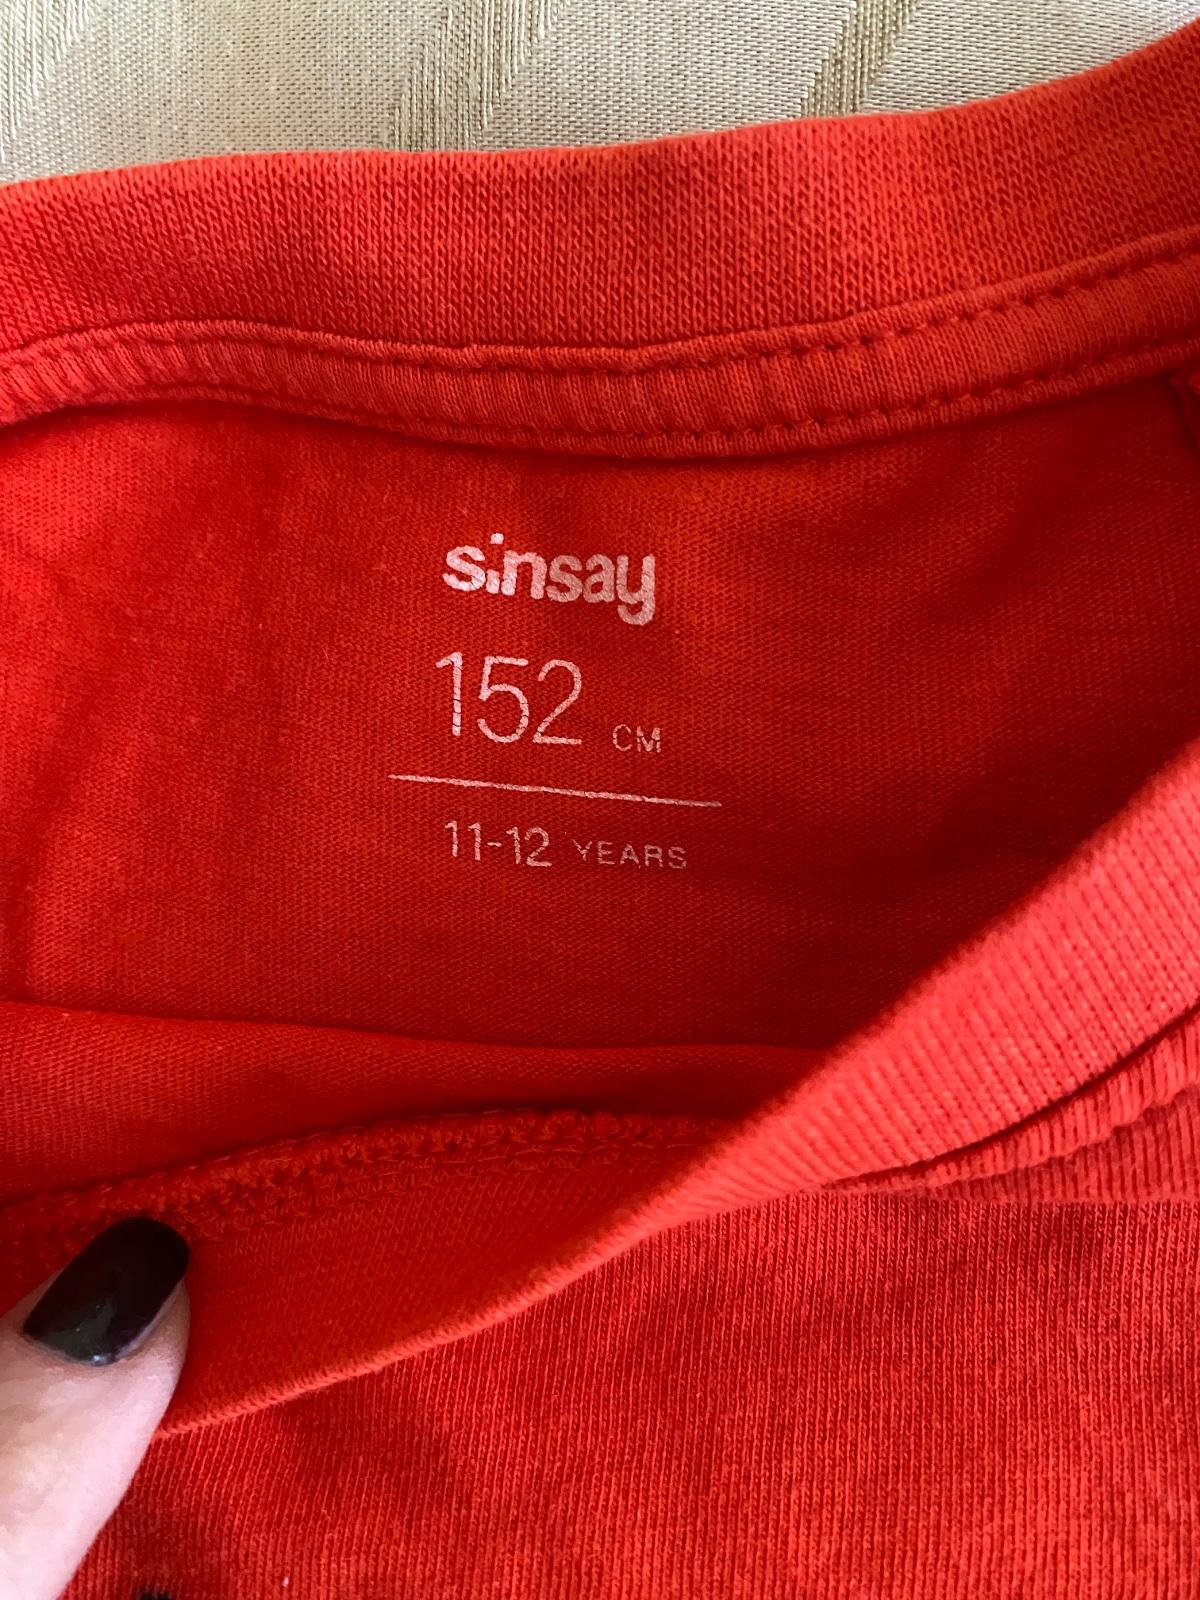 sinsay
152 CM
11-12 YEARS